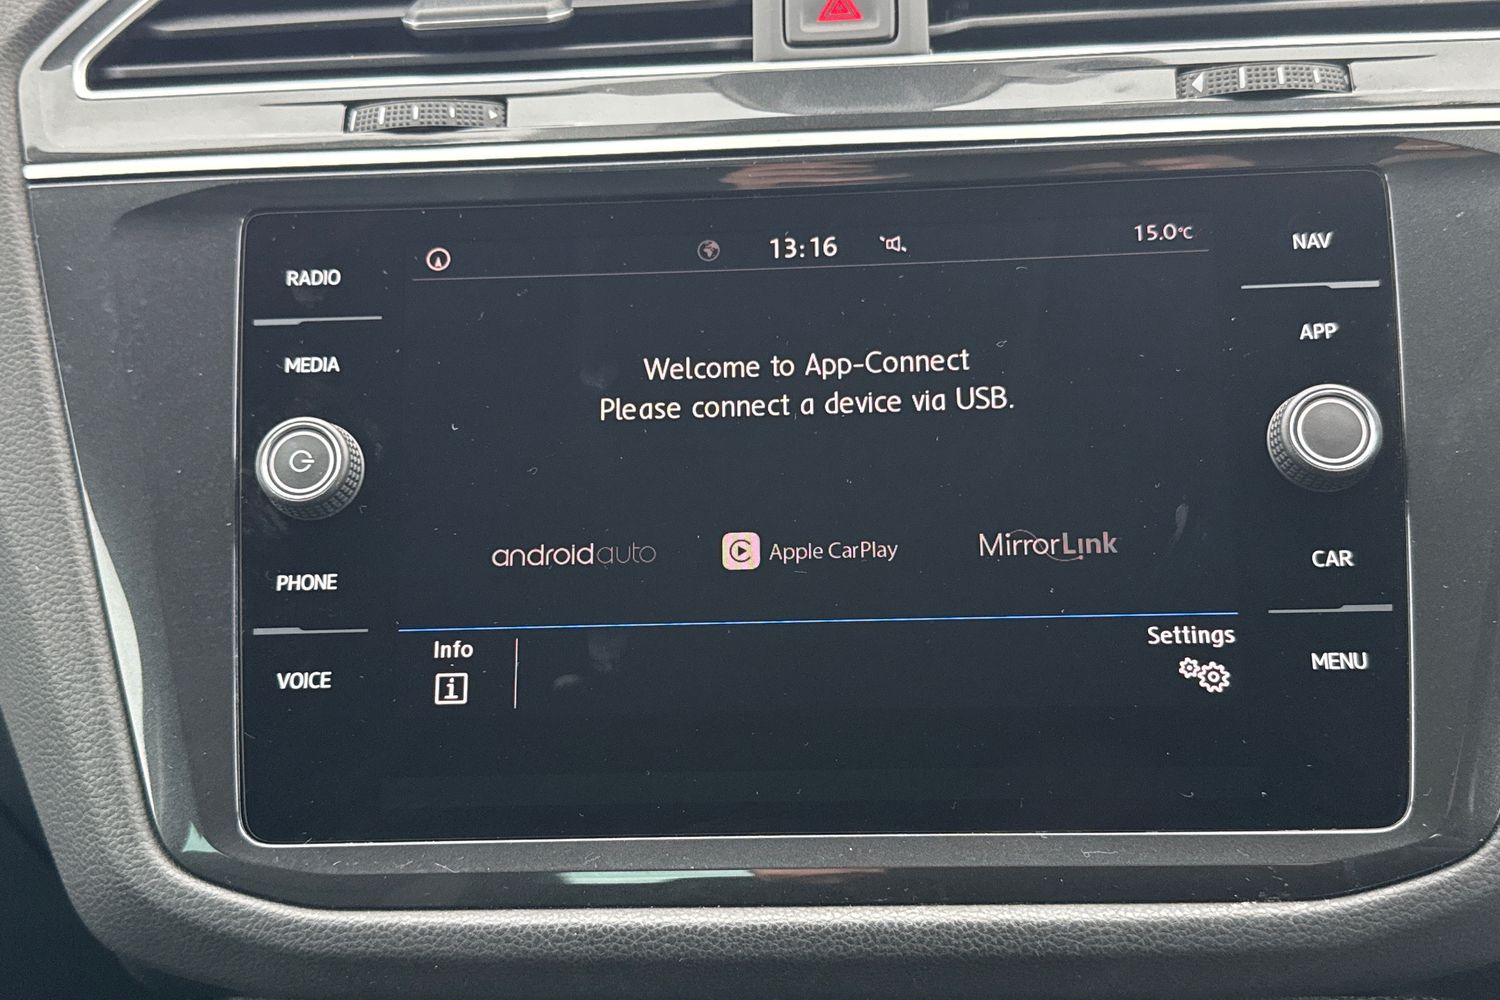 13:16
15.0°C
RADIO
MEDIA
PHONE
VOICE
Welcome to App-Connect
Please connect a device via USB.
androidauto
Apple CarPlay
MirrorLink
Info
i
Settings
NAV
APP
CAR
MENU